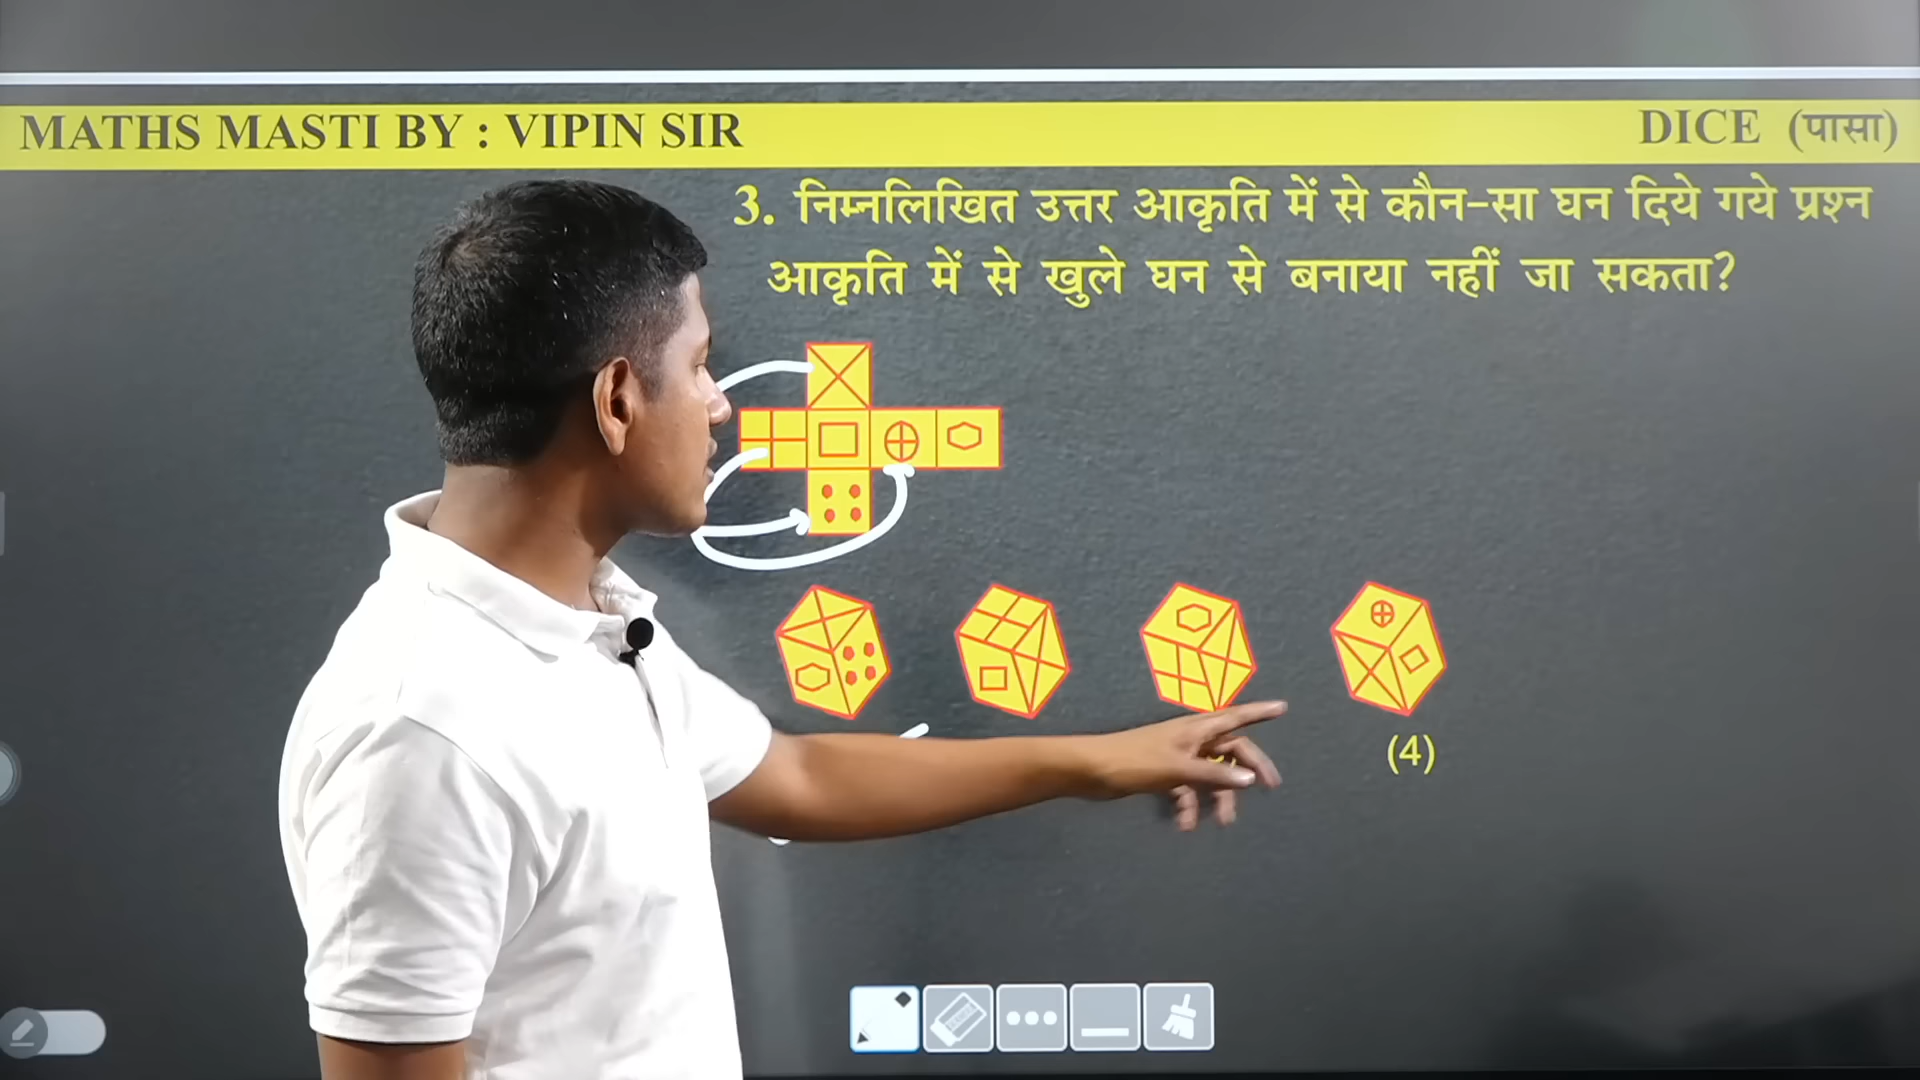 MATHS MASTI BY : VIPIN SIR
DICE (पासा)
3. निम्नलिखित उत्तर आकृति में से कौन-सा घन दिये गये प्रश्न
आकृति में से खुले घन से बनाया नहीं जा सकता?
(4)